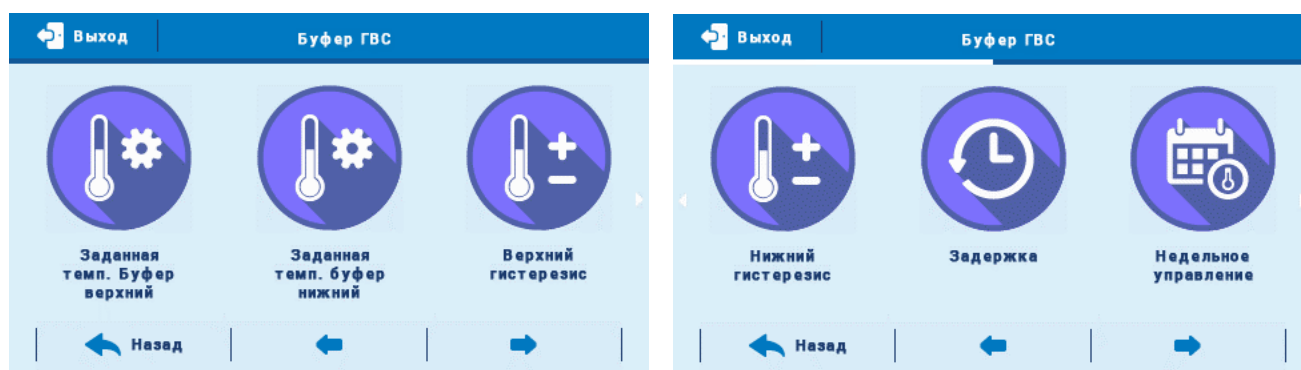 Выход
Буфер ГВС
Заданная
темп. Буфер
верхний
Заданная
темп. буфер
нижний
Верхний
гистерезис
Назад
Выход
Буфер ГВС
Нижний
гистерезис
Задержка
Недельное
управление
Назад